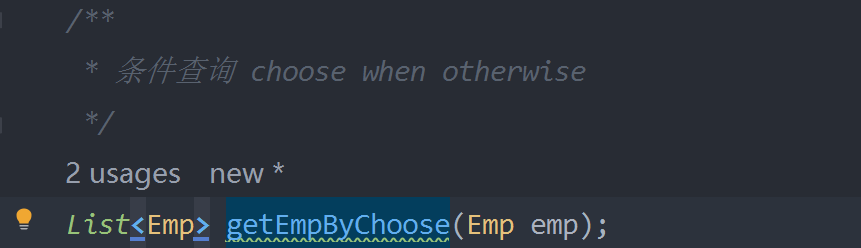 /**
* 条件查询 choose when otherwise
*/
2 usages new *
List<Emp> getEmpByChoose(Emp emp);